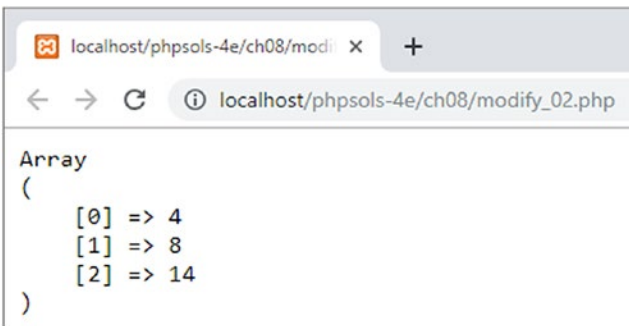 localhost/phpsols-4e/ch08/modi
localhost/phpsols-4e/ch08/modify_02.php
Array
(
[0] => 4
[1] => 8
[2] => 14
)